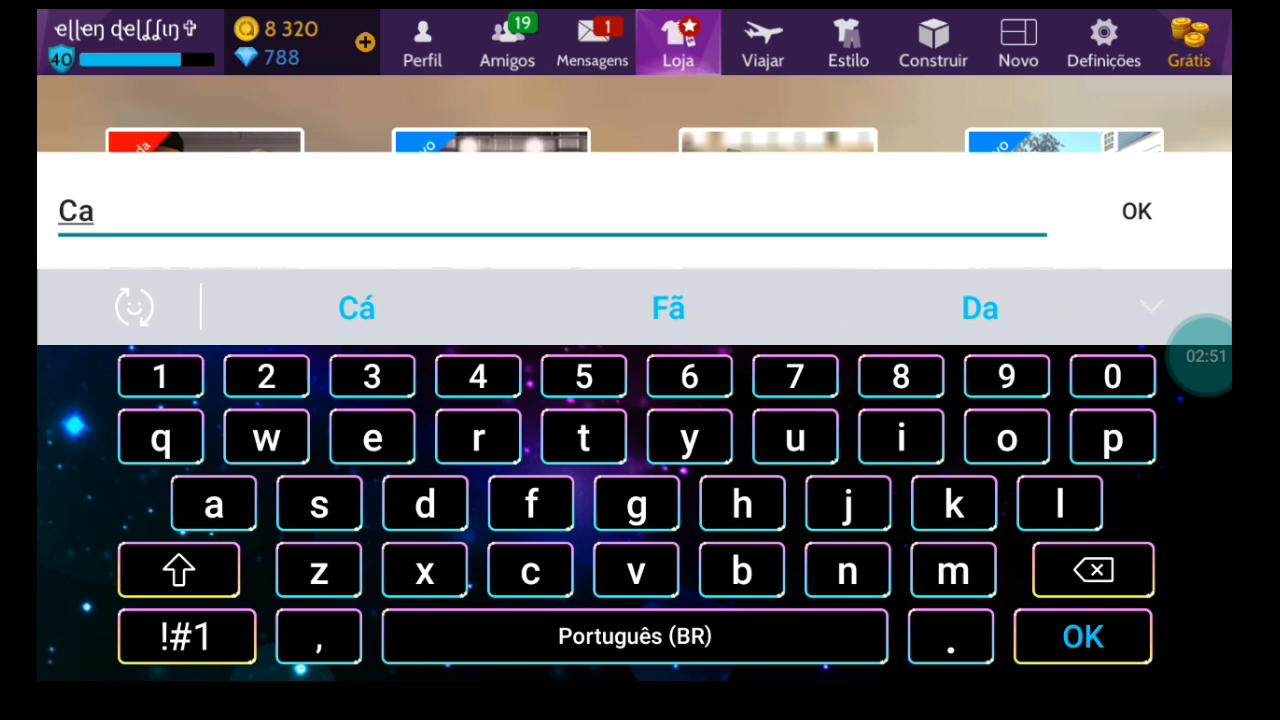 ellen delffin✞
40
8 320
788
19
1
Perfil
Amigos
Mensagens
Loja
Viajar
Estilo
Construir
Novo
Definições
Grátis
Ca
OK
Cá
Fã
Da
02:51
1 2 3 4 5 6 7 8 9 0
q w e r t y u i o p
a s d f g h j k l
z x c v b n m
!#1 , Português (BR) . OK